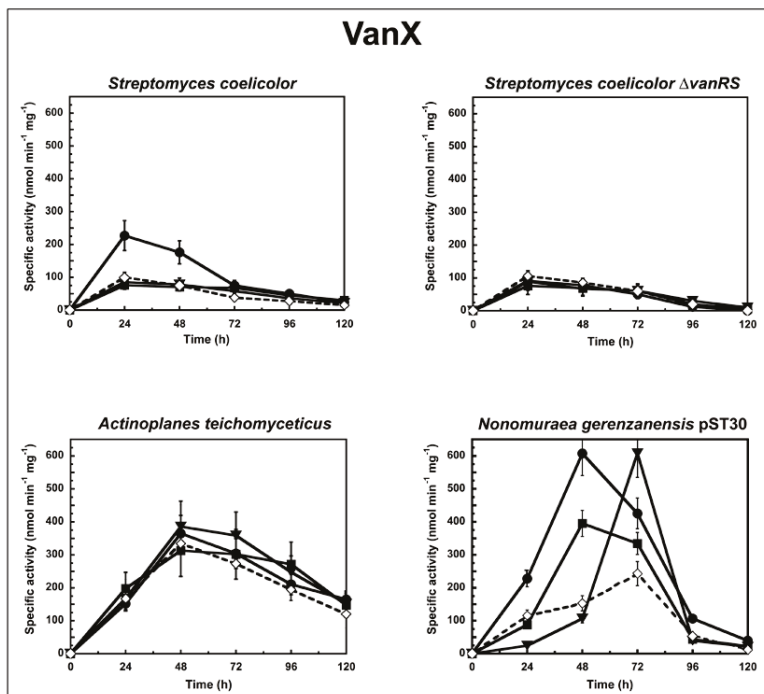 VanX
Streptomyces coelicolor
Specific activity (nmol min⁻¹ mg⁻¹)
600
500
400
300
200
100
0
0 24 48 72 96 120
Time (h)
Streptomyces coelicolor ΔvanRS
Specific activity (nmol min⁻¹ mg⁻¹)
600
500
400
300
200
100
0
0 24 48 72 96 120
Time (h)
Actinoplanes teichomyceticus
Specific activity (nmol min⁻¹ mg⁻¹)
600
500
400
300
200
100
0
0 24 48 72 96 120
Time (h)
Nonomuraea gerenzanensis pST30
Specific activity (nmol min⁻¹ mg⁻¹)
600
500
400
300
200
100
0
0 24 48 72 96 120
Time (h)